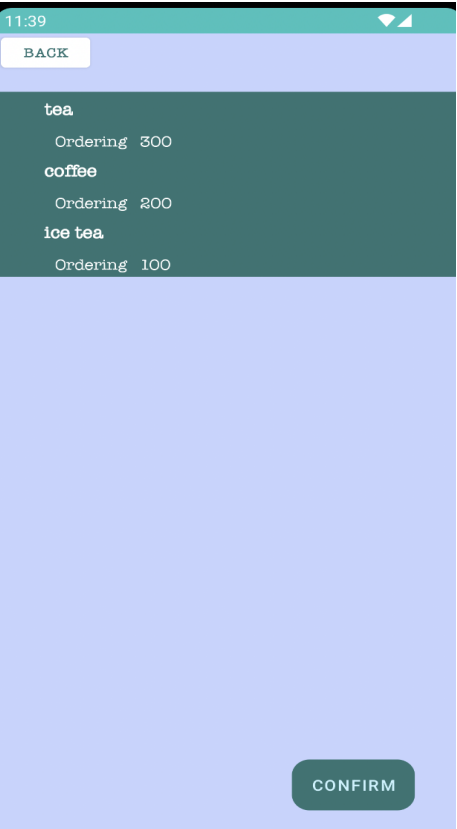 11:39
BACK
tea
Ordering 300
coffee
Ordering 200
ice tea
Ordering 100
CONFIRM